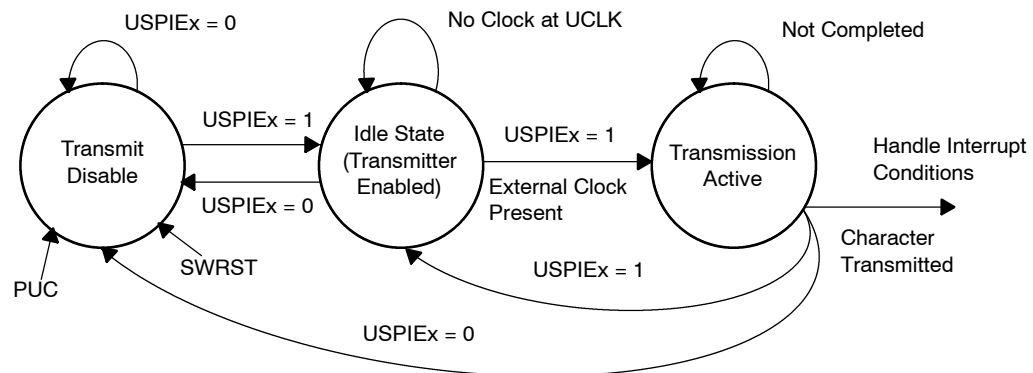 USPIEx = 0
No Clock at UCLK
Not Completed
USPIEx = 1
Transmit
Disable
Idle State
(Transmitter
Enabled)
USPIEx = 1
External Clock
Present
Transmission
Active
Handle Interrupt
Conditions
USPIEx = 0
SWRST
PUC
Character
Transmitted
USPIEx = 1
USPIEx = 0